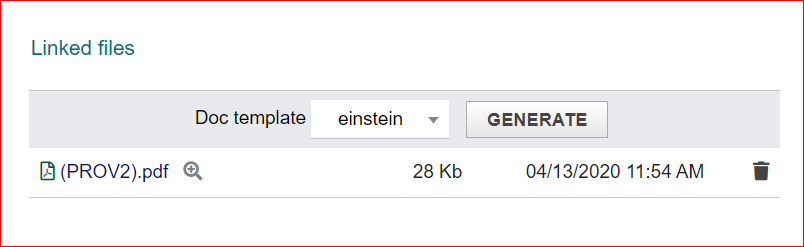 Linked files
Doc template einstein GENERATE
(PROV2).pdf 28 Kb 04/13/2020 11:54 AM